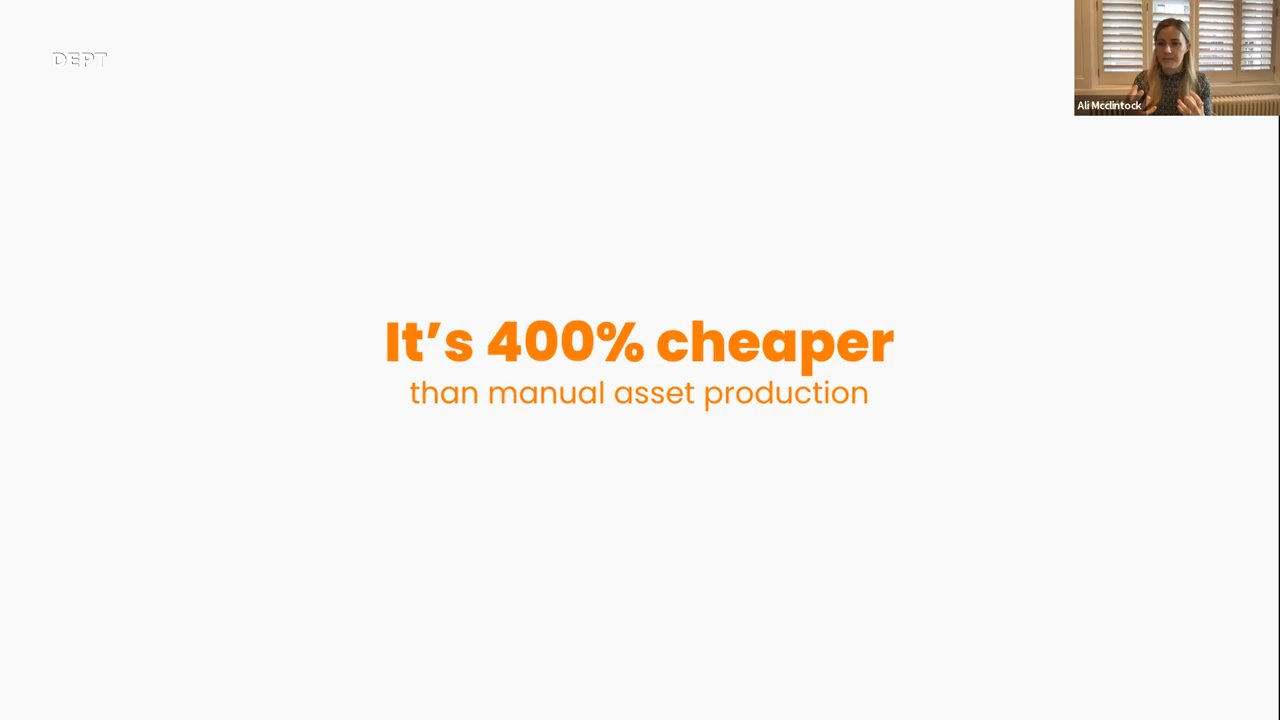 DEPT
Ali Mcclintock
It’s 400% cheaper
than manual asset production